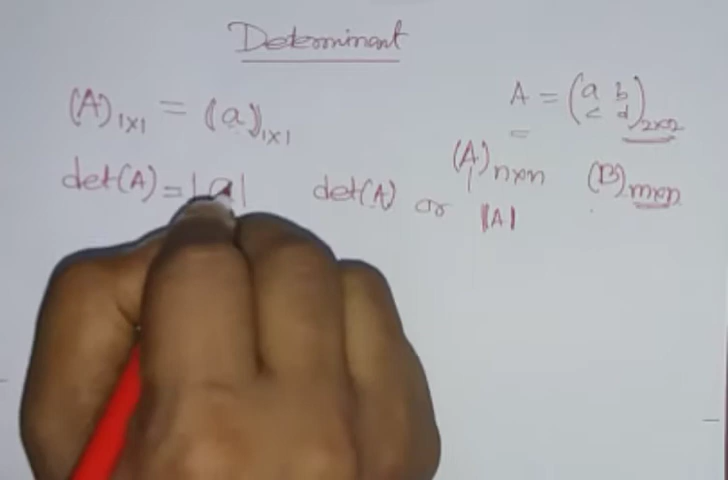 Determinant
(A)1x1 = (a)1x1
A = (a b
c d)2x2
(A)nxn (B)mxn
det(A) = |a| det(A) or |A|